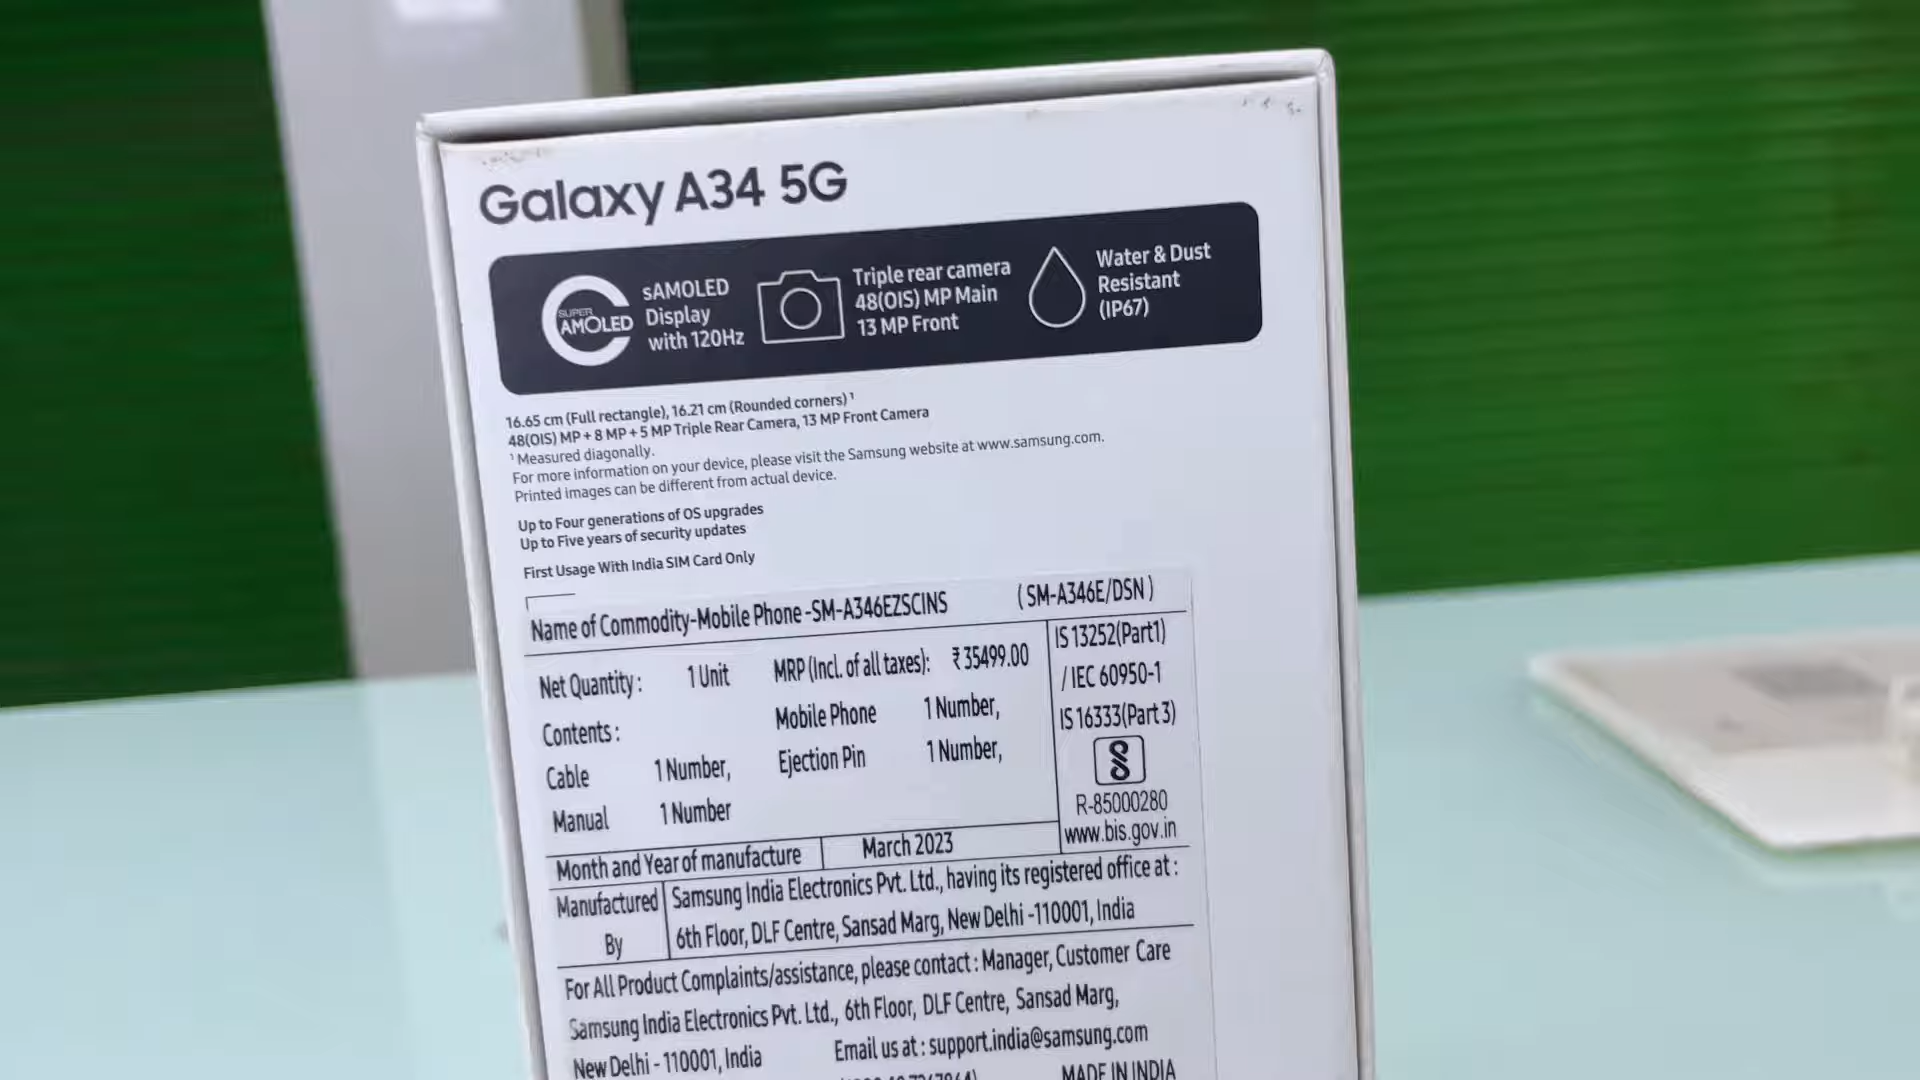 Galaxy A34 5G
SUPER
AMOLED
sAMOLED
Display
with 120Hz
Triple rear camera
48(OIS) MP Main
13 MP Front
Water & Dust
Resistant
(IP67)
16.65 cm (Full rectangle), 16.21 cm (Rounded corners)¹
48(OIS) MP + 8 MP + 5 MP Triple Rear Camera, 13 MP Front Camera
¹ Measured diagonally.
For more information on your device, please visit the Samsung website at www.samsung.com.
Printed images can be different from actual device.
Up to Four generations of OS upgrades
Up to Five years of security updates
First Usage With India SIM Card Only
Name of Commodity-Mobile Phone -SM-A346EZSCINS (SM-A346E/DSN)
Net Quantity : 1 Unit MRP (Incl. of all taxes): ₹ 35499.00
Contents : Mobile Phone 1 Number,
Cable 1 Number, Ejection Pin 1 Number,
Manual 1 Number
IS 13252(Part1)
/ IEC 60950-1
IS 16333(Part 3)
R-85000280
www.bis.gov.in
Month and Year of manufacture March 2023
Manufactured By
Samsung India Electronics Pvt. Ltd., having its registered office at :
6th Floor, DLF Centre, Sansad Marg, New Delhi -110001, India
For All Product Complaints/assistance, please contact : Manager, Customer Care
Samsung India Electronics Pvt. Ltd., 6th Floor, DLF Centre, Sansad Marg,
New Delhi - 110001, India Email us at : support.india@samsung.com
MADE IN INDIA